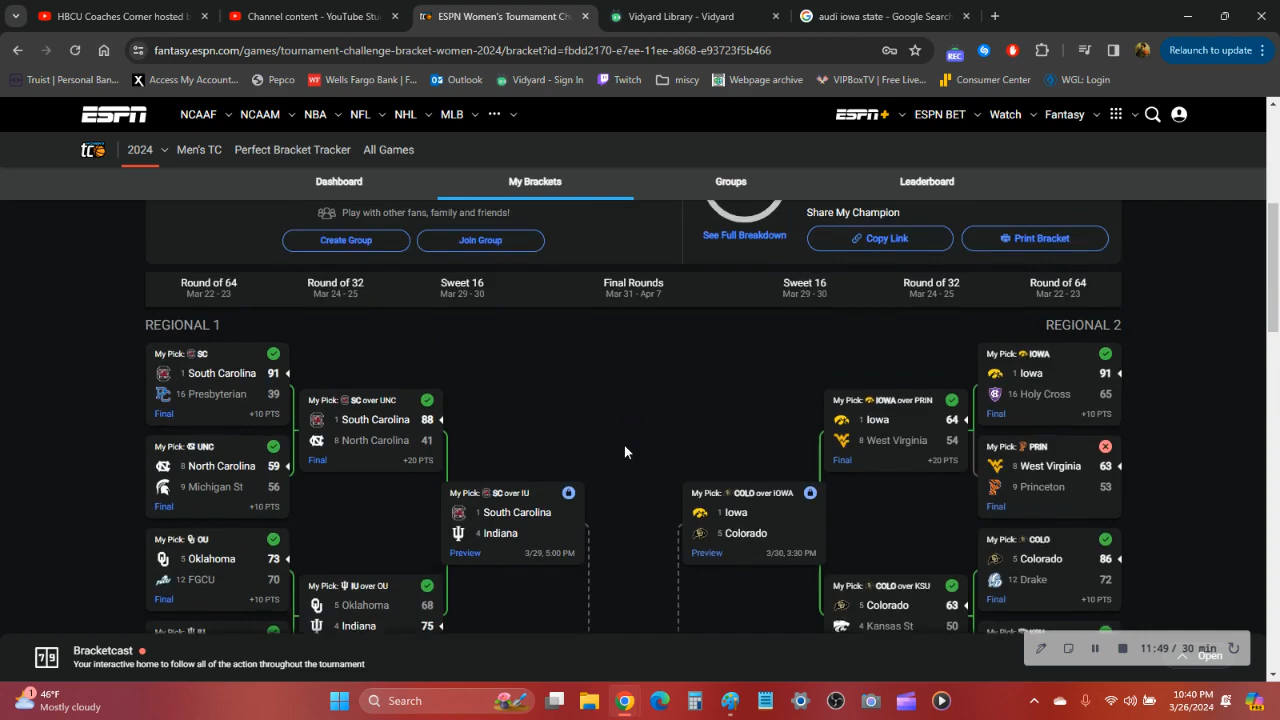 HBCU Coaches Corner hosted b
Channel content - YouTube Stu
ESPN Women's Tournament Ch
Vidyard Library - Vidyard
audi iowa state - Google Search
fantasy.espn.com/games/tournament-challenge-bracket-women-2024/bracket?id=fbdd2170-e7ee-11ee-a868-e93723f5b466
REC
Relaunch to update
Truist | Personal Ban...
Access My Account...
Pepco
Wells Fargo Bank | F...
Outlook
Vidyard - Sign In
Twitch
miscy
Webpage archive
VIPBoxTV | Free Live...
Consumer Center
WGL: Login
ESPN
NCAAF
NCAAM
NBA
NFL
NHL
MLB
ESPN+
ESPN BET
Watch
Fantasy
tc
2024
Men's TC
Perfect Bracket Tracker
All Games
Dashboard
My Brackets
Groups
Leaderboard
Play with other fans, family and friends!
Create Group
Join Group
See Full Breakdown
Share My Champion
Copy Link
Print Bracket
Round of 64
Mar 22 - 23
Round of 32
Mar 24 - 25
Sweet 16
Mar 29 - 30
Final Rounds
Mar 31 - Apr 7
Sweet 16
Mar 29 - 30
Round of 32
Mar 24 - 25
Round of 64
Mar 22 - 23
REGIONAL 1
REGIONAL 2
My Pick: SC
1 South Carolina 91
16 Presbyterian 39
Final +10 PTS
My Pick: UNC
8 North Carolina 59
9 Michigan St 56
Final +10 PTS
My Pick: OU
5 Oklahoma 73
12 FGCU 70
Final +10 PTS
My Pick: SC over UNC
1 South Carolina 88
8 North Carolina 41
Final +20 PTS
My Pick: IU over OU
5 Oklahoma 68
4 Indiana 75
My Pick: SC over IU
1 South Carolina
4 Indiana
Preview 3/29, 5:00 PM
My Pick: COLO over IOWA
1 Iowa
5 Colorado
Preview 3/30, 3:30 PM
My Pick: IOWA over PRIN
1 Iowa 64
8 West Virginia 54
Final +20 PTS
My Pick: COLO over KSU
5 Colorado 63
4 Kansas St 50
My Pick: IOWA
1 Iowa 91
16 Holy Cross 65
Final +10 PTS
My Pick: PRIN
8 West Virginia 63
9 Princeton 53
Final
My Pick: COLO
5 Colorado 86
12 Drake 72
Final +10 PTS
79
Bracketcast
Your interactive home to follow all of the action throughout the tournament
11:49 / 30 min
Open
1
46°F
Mostly cloudy
Search
10:40 PM
3/26/2024